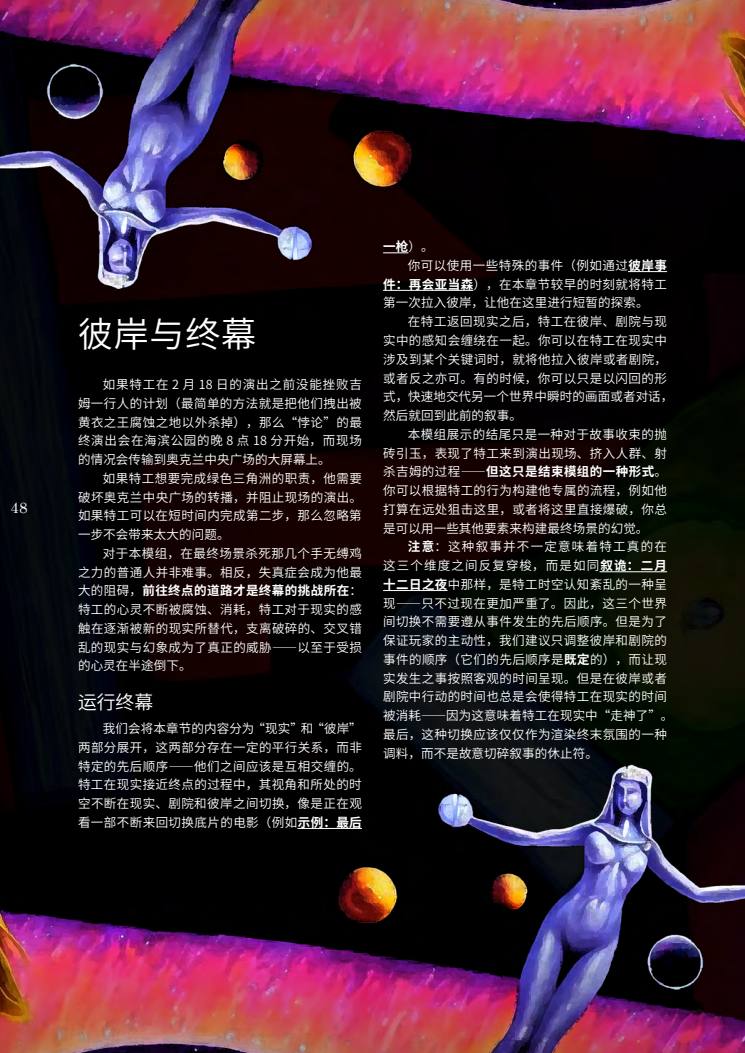 彼岸与终幕
如果特工在 2 月 18 日的演出之前没能挫败吉
姆一行人的计划（最简单的方法就是把他们拽出被
黄衣之王腐蚀之地以外杀掉），那么“悖论”的最
终演出会在海滨公园的晚 8 点 18 分开始，而现场
的情况会传输到奥克兰中央广场的大屏幕上。
如果特工想要完成绿色三角洲的职责，他需要
破坏奥克兰中央广场的转播，并阻止现场的演出。
如果特工可以在短时间内完成第二步，那么忽略第
一步不会带来太大的问题。
对于本模组，在最终场景杀死那几个手无缚鸡
之力的普通人并非难事。相反，失真症会成为他最
大的阻碍，前往终点的道路才是终幕的挑战所在：
特工的心灵不断被腐蚀、消耗，特工对于现实的感
触在逐渐被新的现实所替代，支离破碎的、交叉错
乱的现实与幻象成为了真正的威胁——以至于受损
的心灵在半途倒下。
运行终幕
我们会将本章节的内容分为“现实”和“彼岸”
两部分展开，这两部分存在一定的平行关系，而非
特定的先后顺序——他们之间应该是互相交缠的。
特工在现实接近终点的过程中，其视角和所处的时
空不断在现实、剧院和彼岸之间切换，像是正在观
看一部不断来回切换底片的电影（例如示例：最后
一枪）。
你可以使用一些特殊的事件（例如通过彼岸事
件：再会亚当森），在本章节较早的时刻就将特工
第一次拉入彼岸，让他在这里进行短暂的探索。
在特工返回现实之后，特工在彼岸、剧院与现
实中的感知会缠绕在一起。你可以在特工在现实中
涉及到某个关键词时，就将他拉入彼岸或者剧院，
或者反之亦可。有的时候，你可以只是以闪回的形
式，快速地交代另一个世界中瞬时的画面或者对话，
然后就回到此前的叙事。
本模组展示的结尾只是一种对于故事收束的抛
砖引玉，表现了特工来到演出现场、挤入人群、射
杀吉姆的过程——但这只是结束模组的一种形式。
你可以根据特工的行为构建他专属的流程，例如他
打算在远处狙击这里，或者将这里直接爆破，你总
是可以用一些其他要素来构建最终场景的幻觉。
注意：这种叙事并不一定意味着特工真的在
这三个维度之间反复穿梭，而是如同叙诡：二月
十二日之夜中那样，是特工时空认知紊乱的一种呈
现——只不过现在更加严重了。因此，这三个世界
间切换不需要遵从事件发生的先后顺序。但是为了
保证玩家的主动性，我们建议只调整彼岸和剧院的
事件的顺序（它们的先后顺序是既定的），而让现
实发生之事按照客观的时间呈现。但是在彼岸或者
剧院中行动的时间也总是会使得特工在现实的时间
被消耗——因为这意味着特工在现实中“走神了”。
最后，这种切换应该仅仅作为渲染终末氛围的一种
调料，而不是故意切碎叙事的休止符。
48